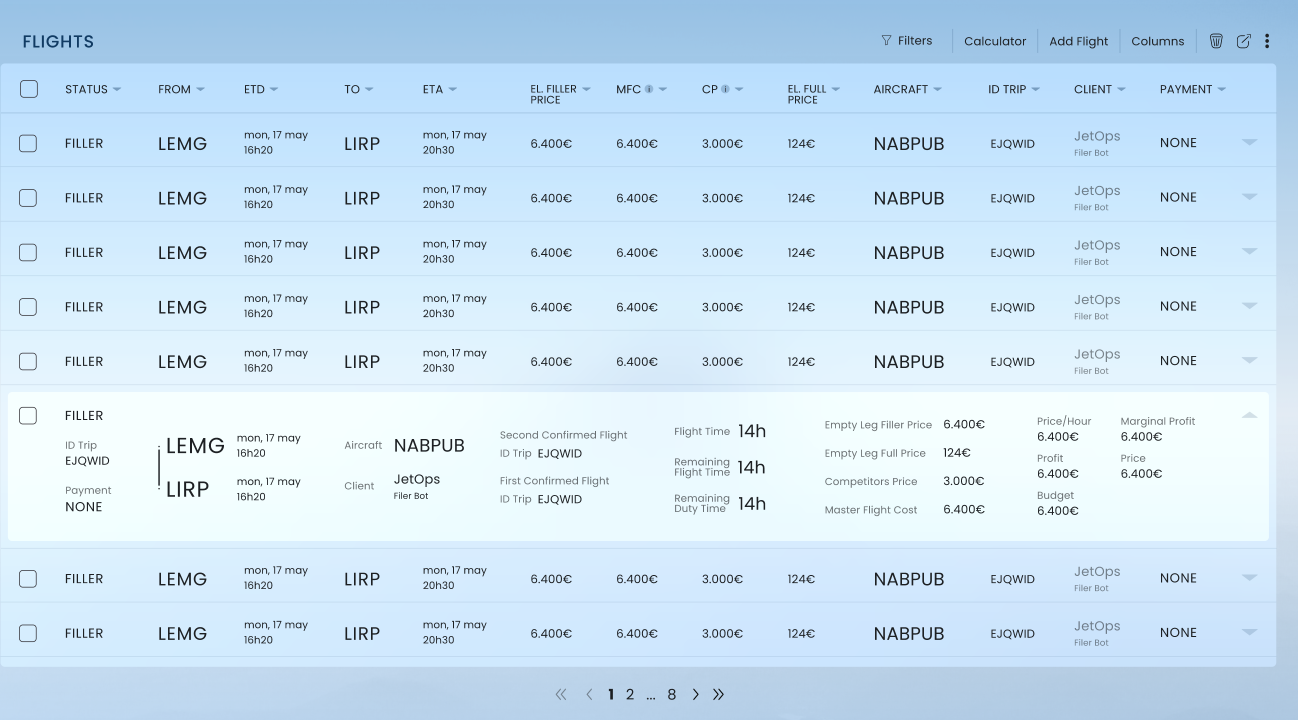 FLIGHTS
Filters Calculator Add Flight Columns
STATUS FROM ETD TO ETA EL. FILLER PRICE MFC CP EL. FULL PRICE AIRCRAFT ID TRIP CLIENT PAYMENT
FILLER LEMG mon, 17 may 16h20 LIRP mon, 17 may 20h30 6.400€ 6.400€ 3.000€ 124€ NABPUB EJQWID JetOps Filer Bot NONE
FILLER LEMG mon, 17 may 16h20 LIRP mon, 17 may 20h30 6.400€ 6.400€ 3.000€ 124€ NABPUB EJQWID JetOps Filer Bot NONE
FILLER LEMG mon, 17 may 16h20 LIRP mon, 17 may 20h30 6.400€ 6.400€ 3.000€ 124€ NABPUB EJQWID JetOps Filer Bot NONE
FILLER LEMG mon, 17 may 16h20 LIRP mon, 17 may 20h30 6.400€ 6.400€ 3.000€ 124€ NABPUB EJQWID JetOps Filer Bot NONE
FILLER LEMG mon, 17 may 16h20 LIRP mon, 17 may 20h30 6.400€ 6.400€ 3.000€ 124€ NABPUB EJQWID JetOps Filer Bot NONE
FILLER
ID Trip
EJQWID
Payment
NONE
LEMG mon, 17 may 16h20
LIRP mon, 17 may 16h20
Aircraft NABPUB
Client JetOps Filer Bot
Second Confirmed Flight
ID Trip EJQWID
First Confirmed Flight
ID Trip EJQWID
Flight Time 14h
Remaining Flight Time 14h
Remaining Duty Time 14h
Empty Leg Filler Price 6.400€
Empty Leg Full Price 124€
Competitors Price 3.000€
Master Flight Cost 6.400€
Price/Hour
6.400€
Profit
6.400€
Budget
6.400€
Marginal Profit
6.400€
Price
6.400€
FILLER LEMG mon, 17 may 16h20 LIRP mon, 17 may 20h30 6.400€ 6.400€ 3.000€ 124€ NABPUB EJQWID JetOps Filer Bot NONE
FILLER LEMG mon, 17 may 16h20 LIRP mon, 17 may 20h30 6.400€ 6.400€ 3.000€ 124€ NABPUB EJQWID JetOps Filer Bot NONE
1 2 ... 8